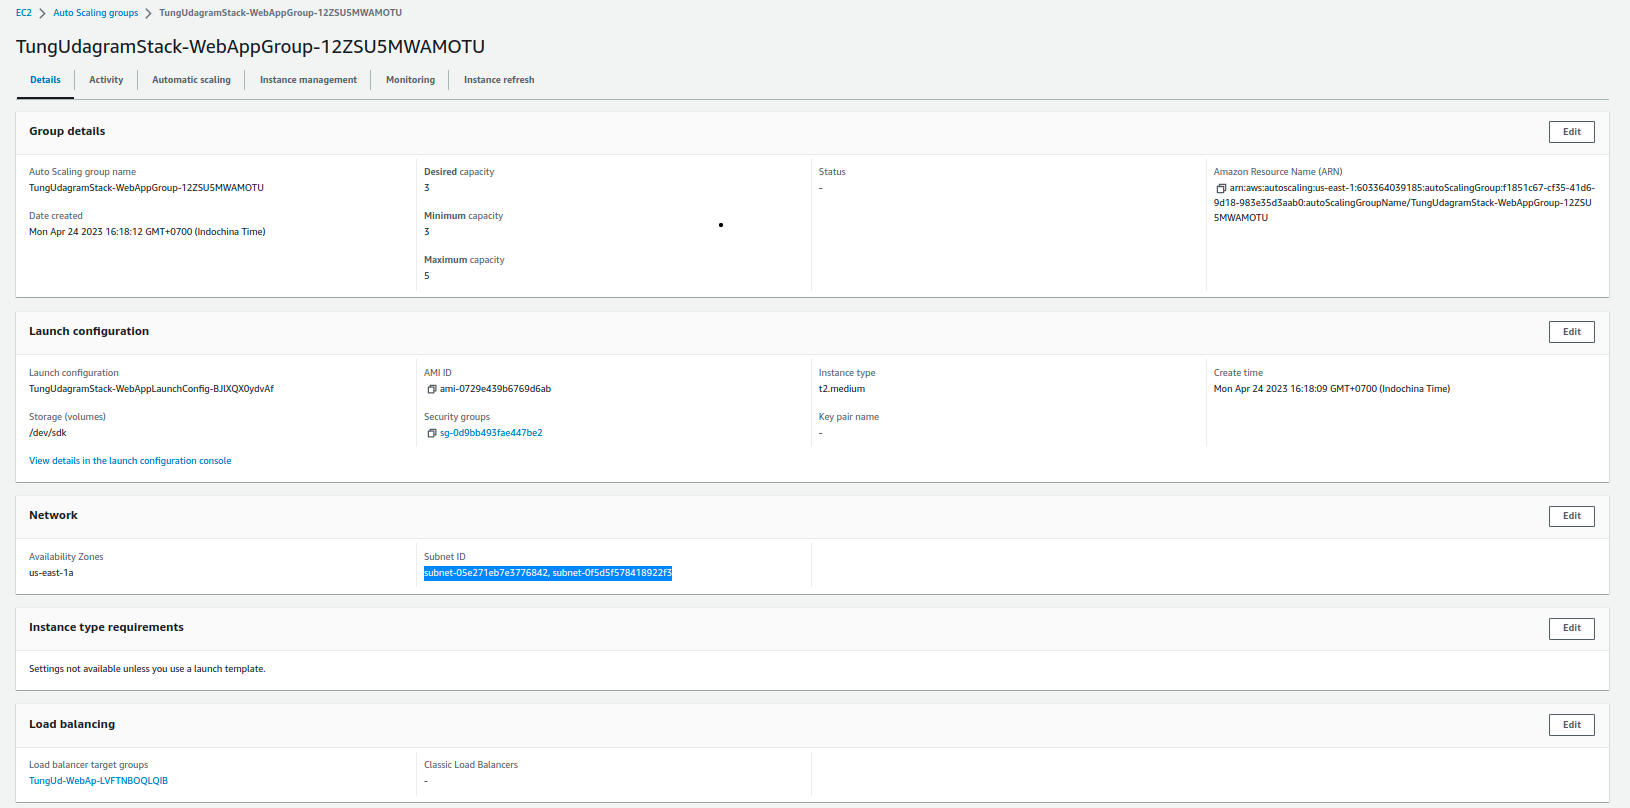 EC2 > Auto Scaling groups > TungUdagramStack-WebAppGroup-12ZSU5MWAMOTU
TungUdagramStack-WebAppGroup-12ZSU5MWAMOTU
Details Activity Automatic scaling Instance management Monitoring Instance refresh
Group details
Edit
Auto Scaling group name
TungUdagramStack-WebAppGroup-12ZSU5MWAMOTU
Date created
Mon Apr 24 2023 16:18:12 GMT+0700 (Indochina Time)
Desired capacity
3
Minimum capacity
3
Maximum capacity
5
Status
-
Amazon Resource Name (ARN)
arn:aws:autoscaling:us-east-1:603364039185:autoScalingGroup:f1851c67-cf35-41d6-
9d18-983e35d3aab0:autoScalingGroupName/TungUdagramStack-WebAppGroup-12ZSU
5MWAMOTU
Launch configuration
Edit
Launch configuration
TungUdagramStack-WebAppLaunchConfig-BJIXQX0ydvAf
Storage (volumes)
/dev/sdk
View details in the launch configuration console
AMI ID
ami-0729e439b6769d6ab
Security groups
sg-0d9bb493fae447be2
Instance type
t2.medium
Key pair name
-
Create time
Mon Apr 24 2023 16:18:09 GMT+0700 (Indochina Time)
Network
Edit
Availability Zones
us-east-1a
Subnet ID
subnet-05e271eb7e3776842, subnet-0f5d5f578418922f3
Instance type requirements
Edit
Settings not available unless you use a launch template.
Load balancing
Edit
Load balancer target groups
TungUd-WebAp-LVFTNBOQLQIB
Classic Load Balancers
-